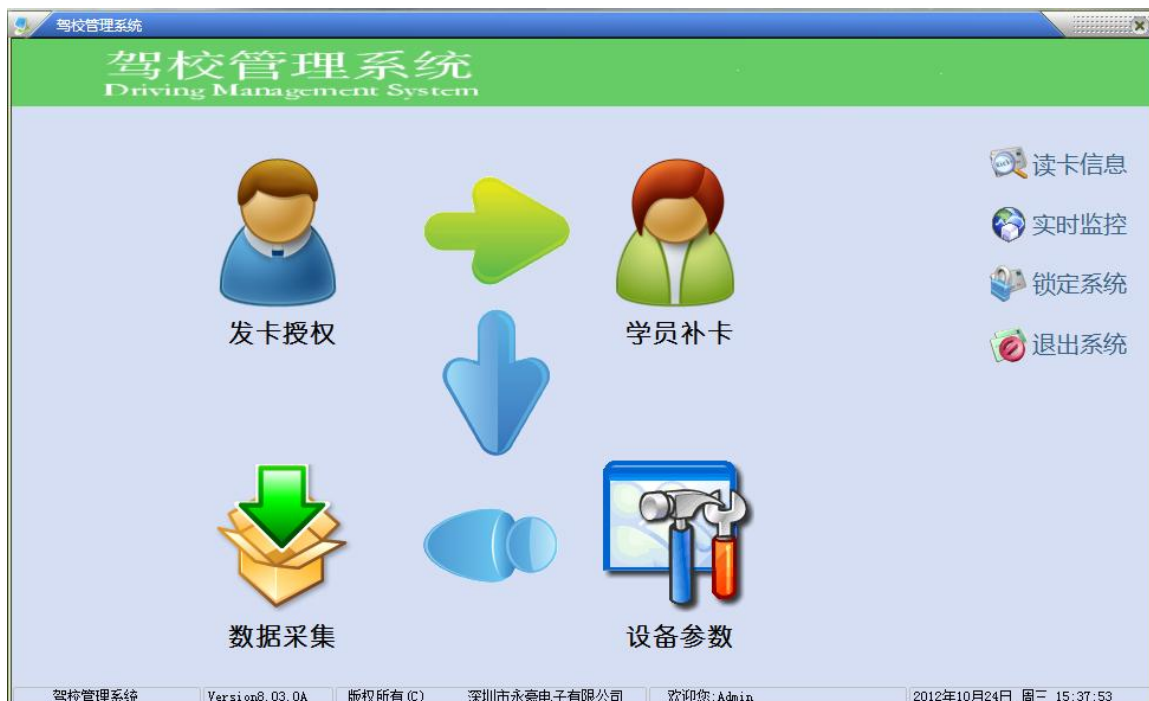 驾校管理系统
驾校管理系统
Driving Management System
读卡信息
实时监控
锁定系统
退出系统
发卡授权
学员补卡
数据采集
设备参数
驾校管理系统 Version8.03.0A 版权所有(C) 深圳市永豪电子有限公司 欢迎您:Admin 2012年10月24日 周三 15:37:53